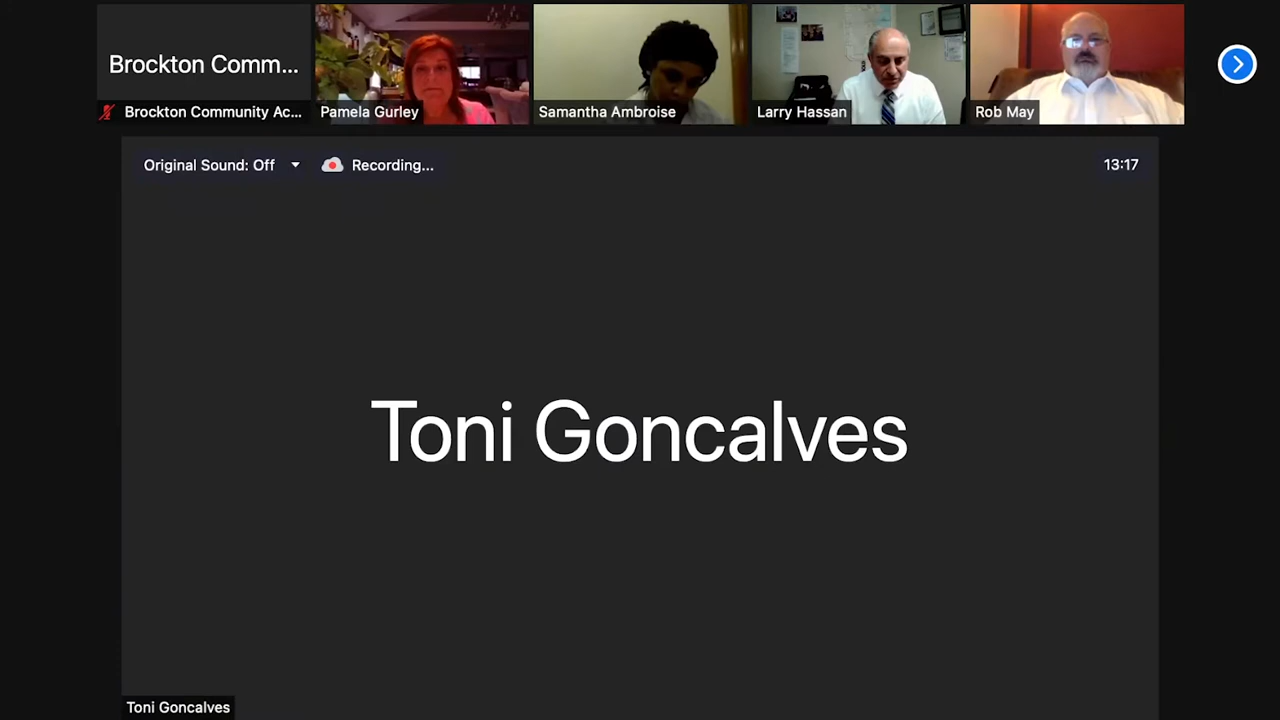 Brockton Comm...
Brockton Community Ac...
Pamela Gurley
Samantha Ambroise
Larry Hassan
Rob May
Original Sound: Off
Recording...
13:17
Toni Goncalves
Toni Goncalves